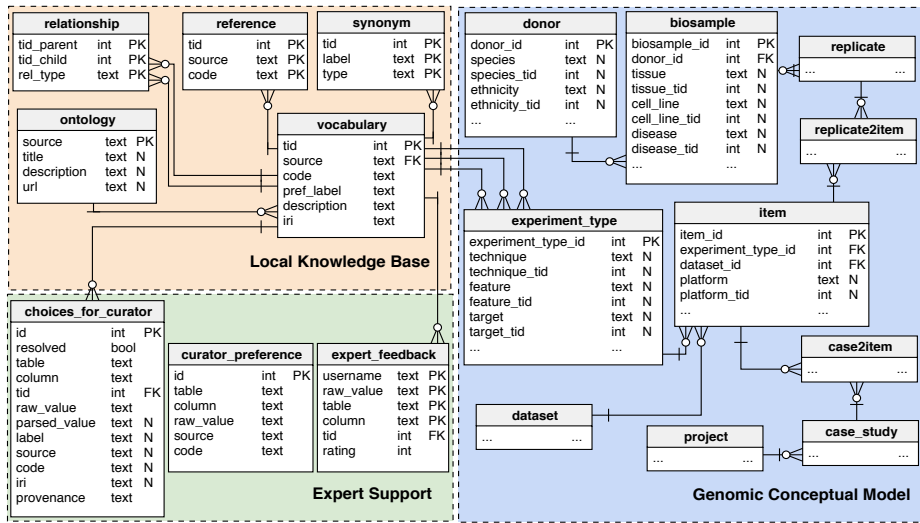 relationship
tid_parent int PK
tid_child int PK
rel_type text PK
reference
tid int PK
source text PK
code text PK
synonym
tid int PK
label text PK
type text PK
ontology
source text PK
title text N
description text N
url text N
vocabulary
tid int PK
source text FK
code text
pref_label text
description text
iri text
Local Knowledge Base
choices_for_curator
id int PK
resolved bool
table text
column text
tid int FK
raw_value text
parsed_value text N
label text N
source text N
code text N
iri text N
provenance text
curator_preference
id int PK
table text
column text
raw_value text
source text
code text
expert_feedback
username text PK
raw_value text PK
table text PK
column text PK
tid int FK
rating int
Expert Support
donor
donor_id int PK
species text N
species_tid int N
ethnicity text N
ethnicity_tid int N
... ...
biosample
biosample_id int PK
donor_id int FK
tissue text N
tissue_tid int N
cell_line text N
cell_line_tid int N
disease text N
disease_tid int N
... ...
replicate
... ...
replicate2item
... ...
experiment_type
experiment_type_id int PK
technique text N
technique_tid int N
feature text N
feature_tid int N
target text N
target_tid int N
... ...
item
item_id int PK
experiment_type_id int FK
dataset_id int FK
platform text N
platform_tid int N
... ...
case2item
... ...
dataset
... ...
project
... ...
case_study
... ...
Genomic Conceptual Model